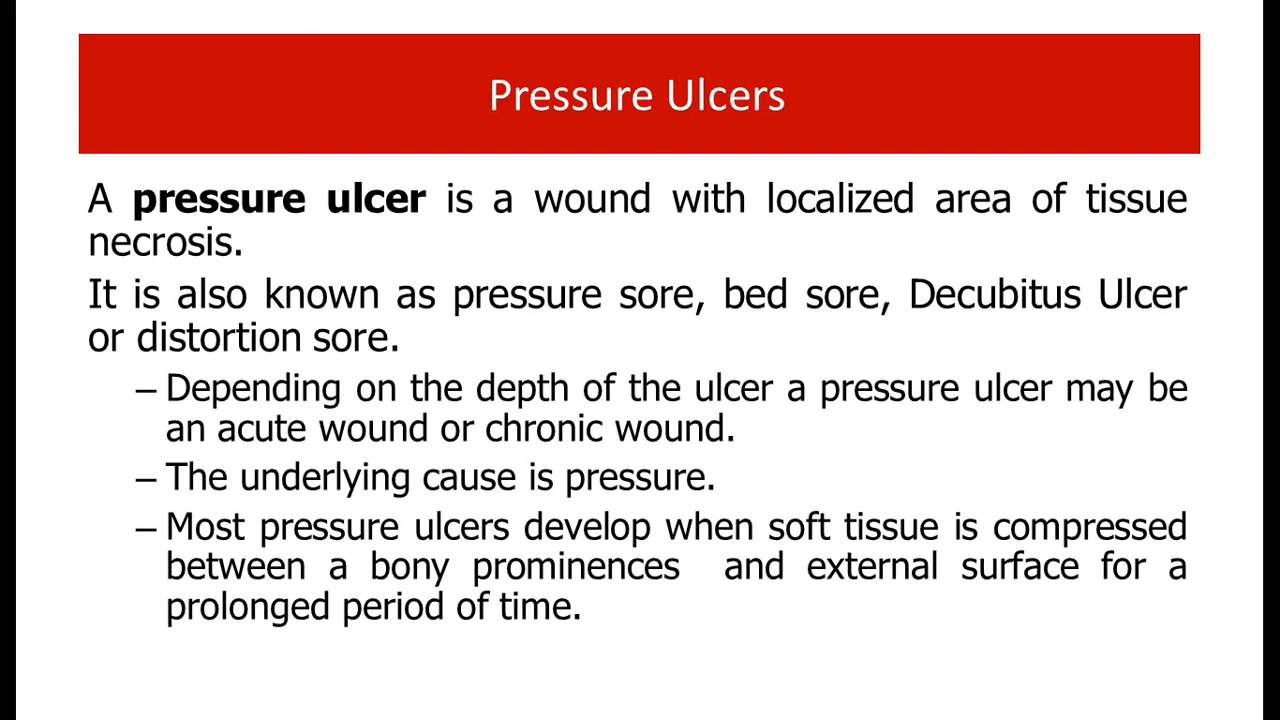 Pressure Ulcers
A pressure ulcer is a wound with localized area of tissue
necrosis.
It is also known as pressure sore, bed sore, Decubitus Ulcer
or distortion sore.
– Depending on the depth of the ulcer a pressure ulcer may be
an acute wound or chronic wound.
– The underlying cause is pressure.
– Most pressure ulcers develop when soft tissue is compressed
between a bony prominences and external surface for a
prolonged period of time.